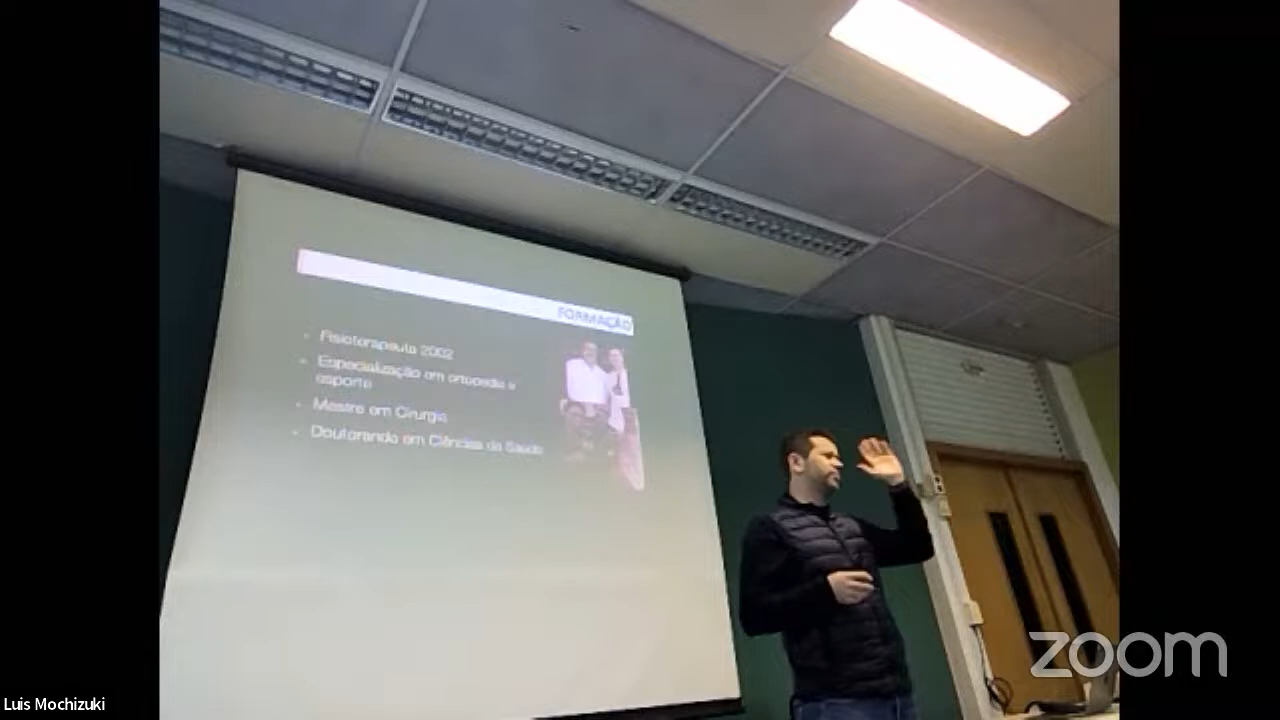 FORMAÇÃO
Fisioterapeuta 2002
Especialização em ortopedia e
esporte
Mestre em Cirurgia
Doutorando em Ciências da Saúde
zoom
Luis Mochizuki